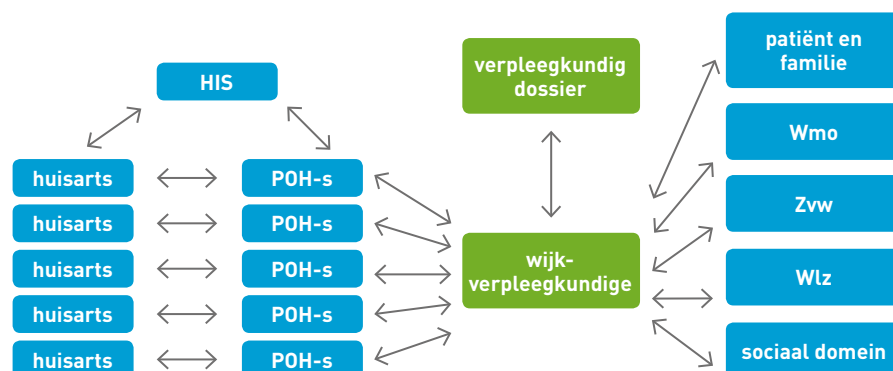 HIS
verpleegkundig
dossier
patiënt en
familie
Wmo
huisarts
POH-s
Zvw
huisarts
POH-s
wijk-
verpleegkundige
huisarts
POH-s
Wlz
huisarts
POH-s
huisarts
POH-s
sociaal domein